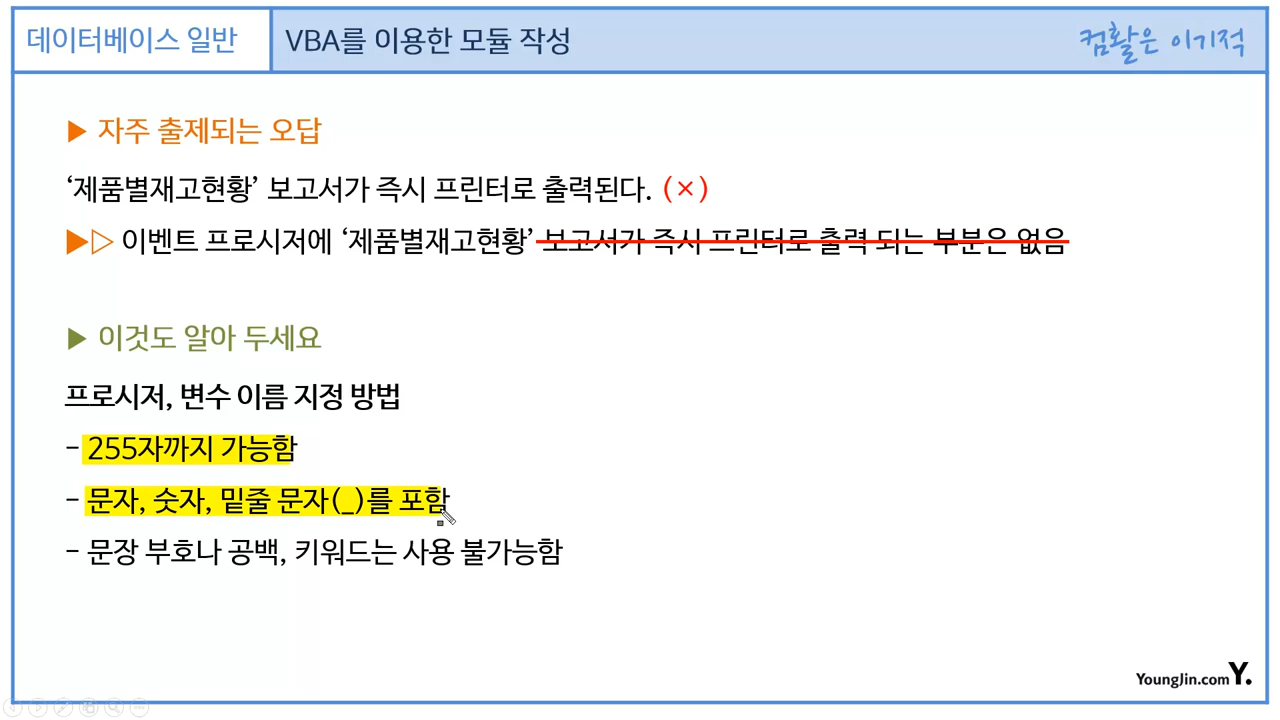 데이터베이스 일반
VBA를 이용한 모듈 작성
컴활은 이기적
▶ 자주 출제되는 오답
‘제품별재고현황’ 보고서가 즉시 프린터로 출력된다. (×)
▶▷ 이벤트 프로시저에 ‘제품별재고현황’ 보고서가 즉시 프린터로 출력 되는 부분은 없음
▶ 이것도 알아 두세요
프로시저, 변수 이름 지정 방법
- 255자까지 가능함
- 문자, 숫자, 밑줄 문자(_)를 포함
- 문장 부호나 공백, 키워드는 사용 불가능함
YoungJin.com Y.